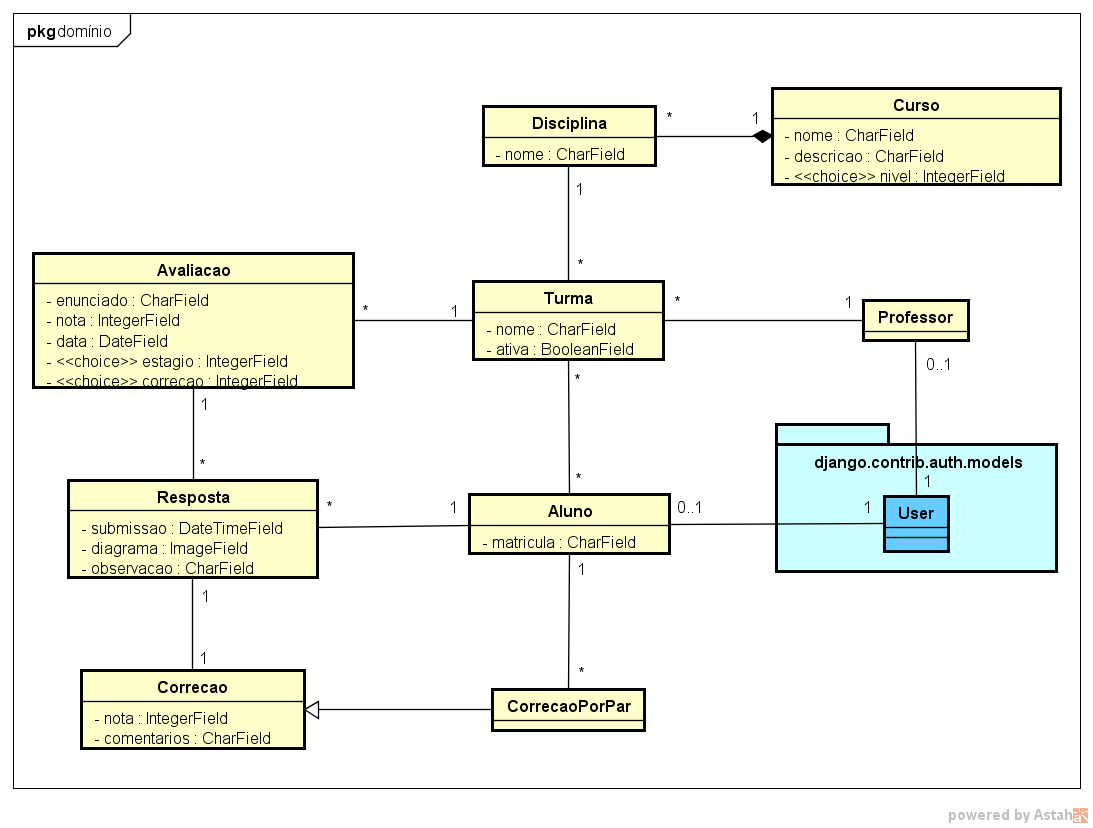 pkg domínio
Curso
- nome : CharField
- descricao : CharField
- <<choice>> nivel : IntegerField
1
*
Disciplina
- nome : CharField
1
*
Avaliacao
- enunciado : CharField
- nota : IntegerField
- data : DateField
- <<choice>> estagio : IntegerField
- <<choice>> correcao : IntegerField
*
1
Turma
- nome : CharField
- ativa : BooleanField
*
1
Professor
0..1
1
*
1
*
*
django.contrib.auth.models
1
User
1
Resposta
- submissao : DateTimeField
- diagrama : ImageField
- observacao : CharField
*
1
Aluno
- matricula : CharField
0..1
1
1
1
*
Correcao
- nota : IntegerField
- comentarios : CharField
CorrecaoPorPar
powered by Astah